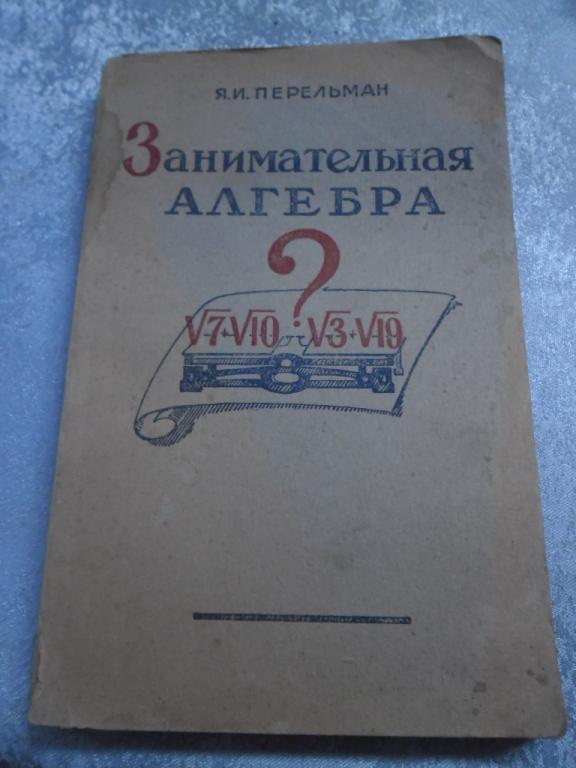 Я.И. ПЕРЕЛЬМАН
Занимательная
АЛГЕБРА
?
√7+√10 √3+√19